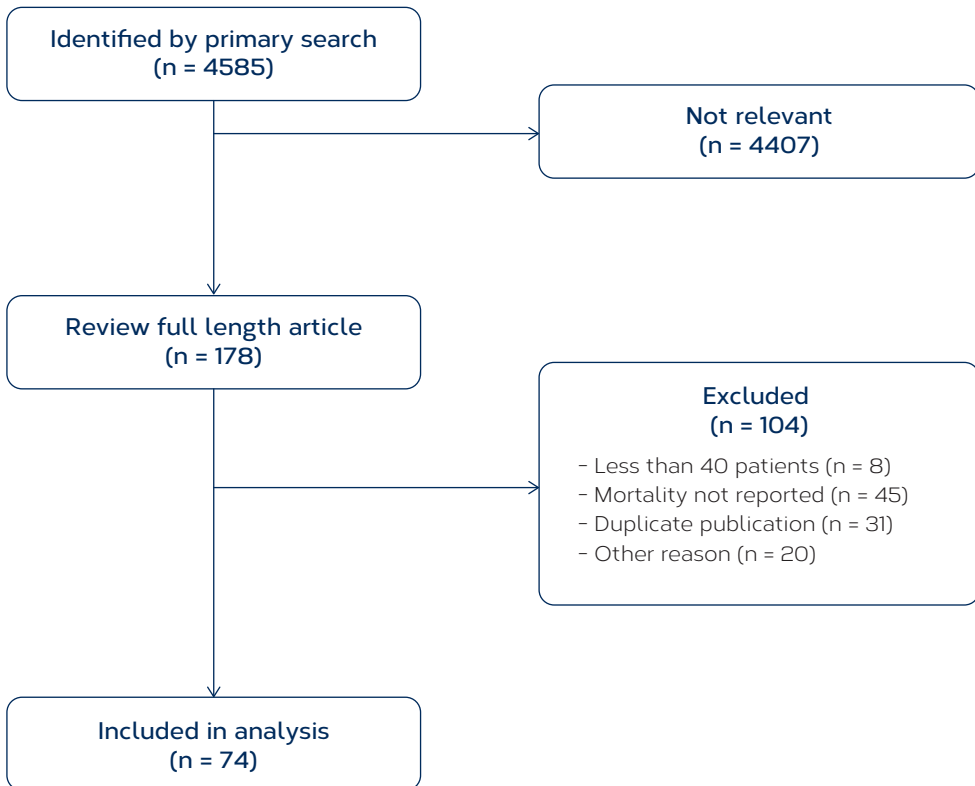 Identified by primary search
(n = 4585)
Not relevant
(n = 4407)
Review full length article
(n = 178)
Excluded
(n = 104)
- Less than 40 patients (n = 8)
- Mortality not reported (n = 45)
- Duplicate publication (n = 31)
- Other reason (n = 20)
Included in analysis
(n = 74)